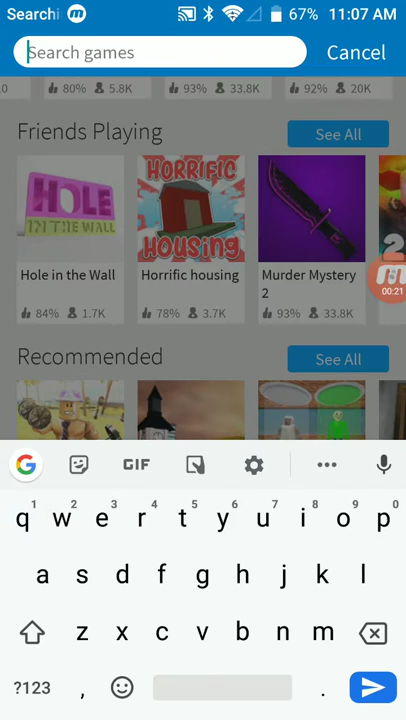 Searchi 67% 11:07 AM
Search games Cancel
.0 80% 5.8K 93% 33.8K 92% 20K
Friends Playing See All
HOLE IN THE WALL
HORRIFIC HOUSING
2
00:21
Hole in the Wall Horrific housing Murder Mystery 2
84% 1.7K 78% 3.7K 93% 33.8K
Recommended See All
G GIF
1 2 3 4 5 6 7 8 9 0
q w e r t y u i o p
a s d f g h j k l
z x c v b n m
?123 , .